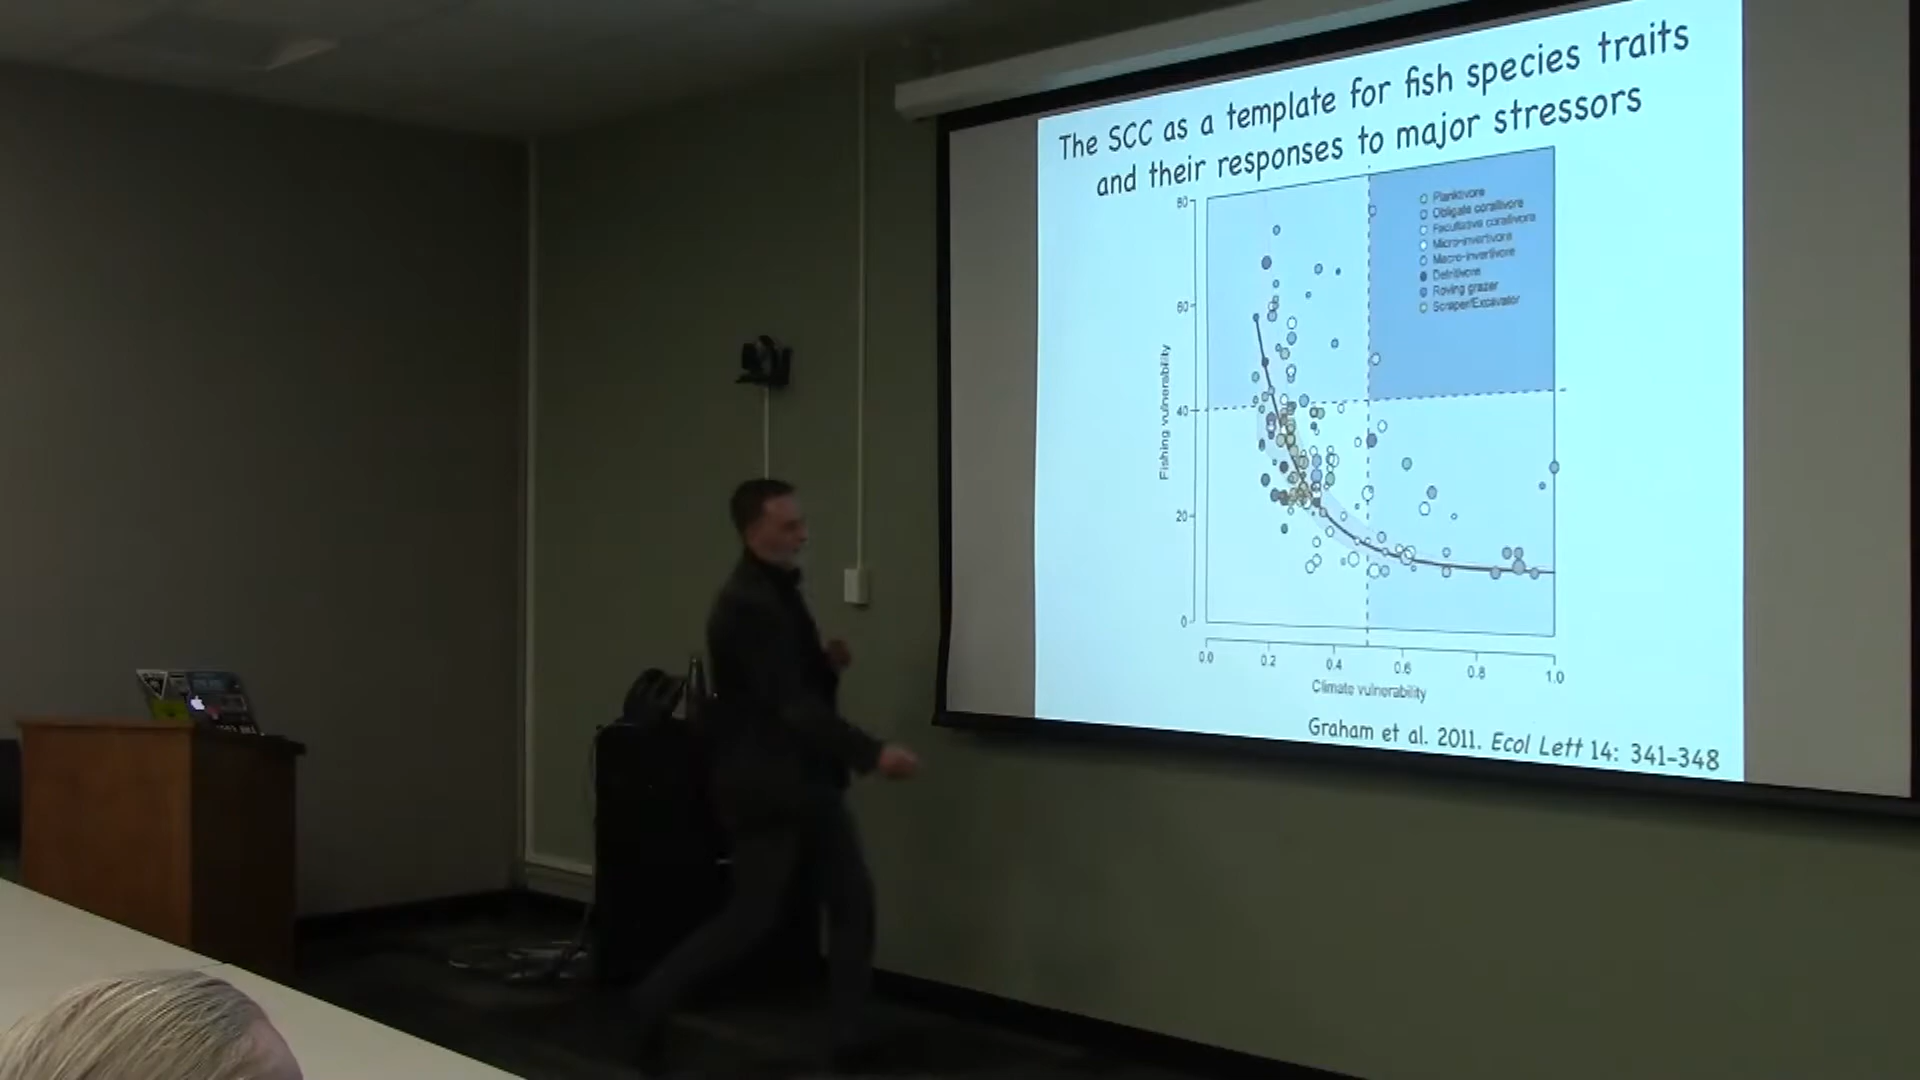 The SCC as a template for fish species traits
and their responses to major stressors
Planktivore
Obligate corallivore
Facultative corallivore
Micro-invertivore
Macro-invertivore
Detritivore
Roving grazer
Scraper/Excavator
80
60
40
20
0
Fishing vulnerability
0.0 0.2 0.4 0.6 0.8 1.0
Climate vulnerability
Graham et al. 2011. Ecol Lett 14: 341-348